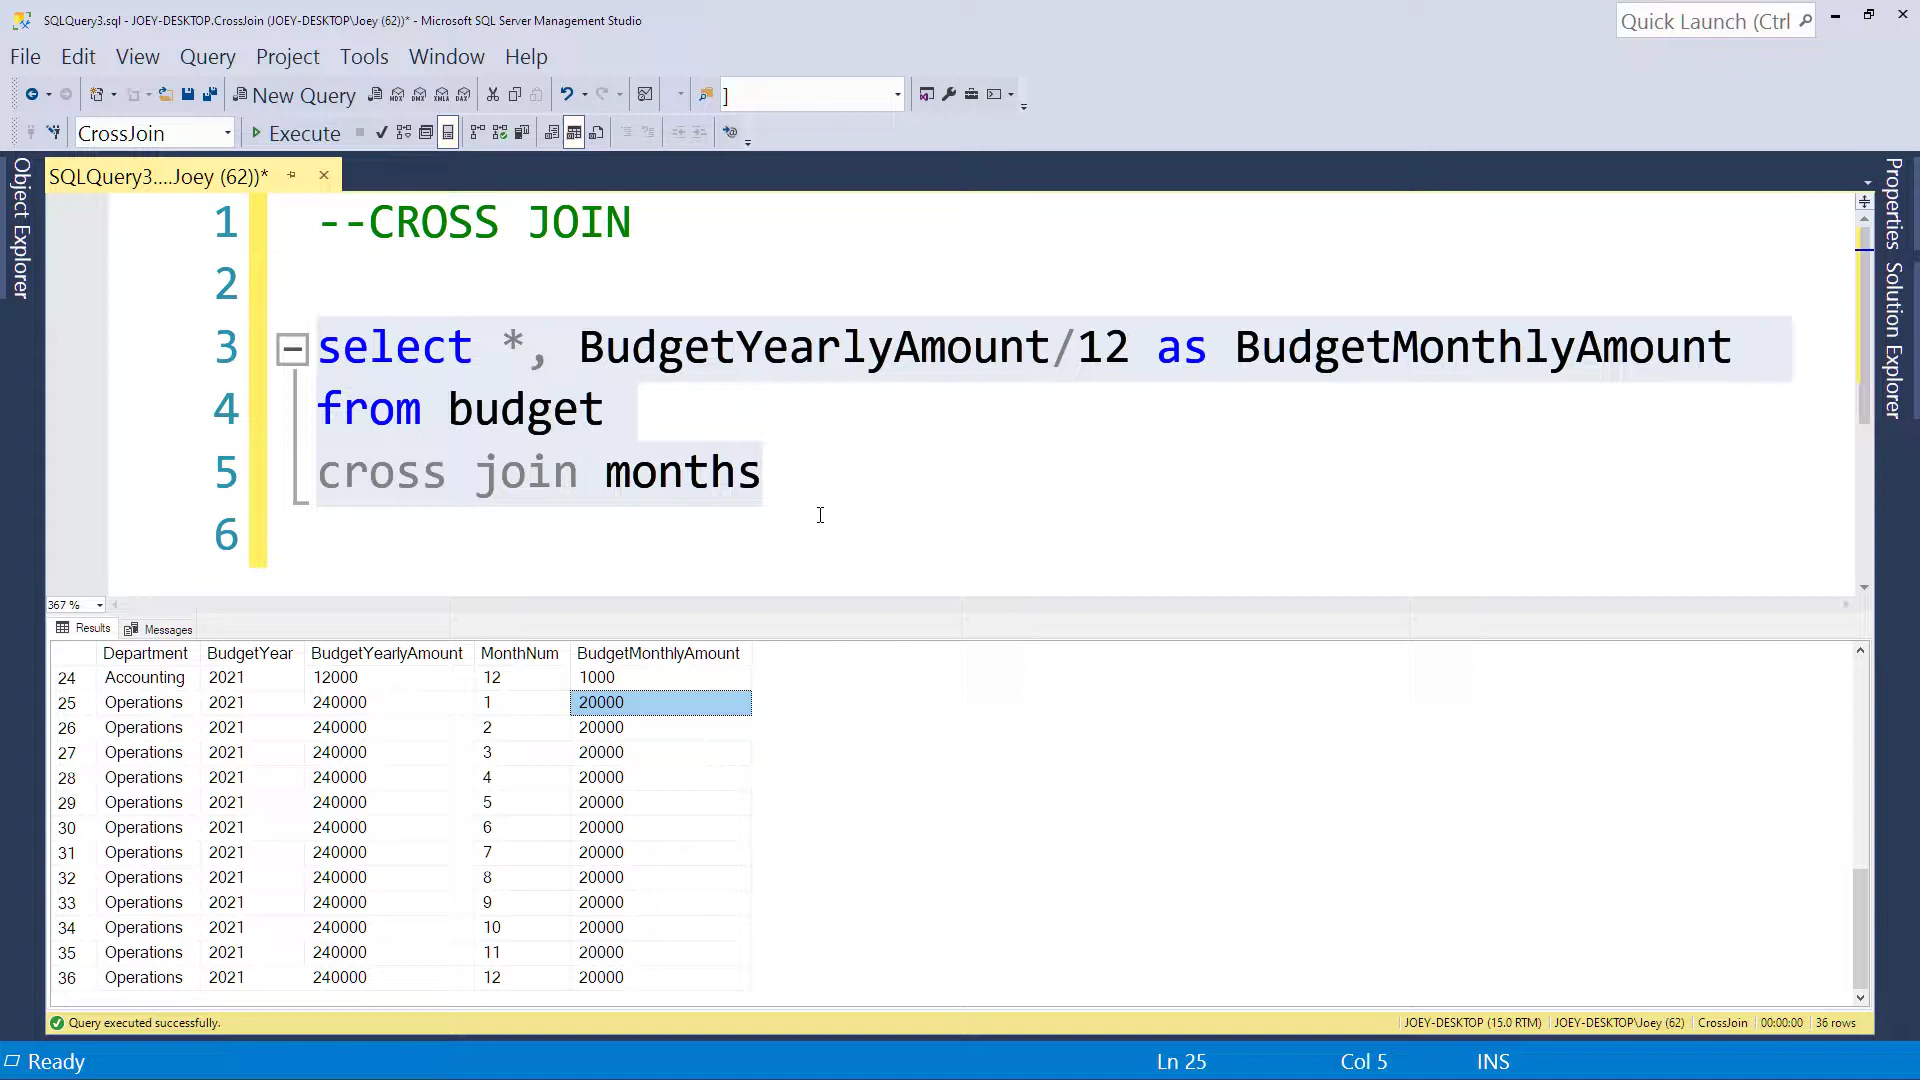 SQLQuery3.sql - JOEY-DESKTOP.CrossJoin (JOEY-DESKTOP\Joey (62))* - Microsoft SQL Server Management Studio
Quick Launch (Ctrl
File Edit View Query Project Tools Window Help
New Query MDX DMX XMLA DAX ]
CrossJoin Execute
SQLQuery3....Joey (62))*
Object Explorer
Properties
Solution Explorer
1 --CROSS JOIN
2
3 select *, BudgetYearlyAmount/12 as BudgetMonthlyAmount
4 from budget
5 cross join months
6
367 %
Results Messages
Department BudgetYear BudgetYearlyAmount MonthNum BudgetMonthlyAmount
24 Accounting 2021 12000 12 1000
25 Operations 2021 240000 1 20000
26 Operations 2021 240000 2 20000
27 Operations 2021 240000 3 20000
28 Operations 2021 240000 4 20000
29 Operations 2021 240000 5 20000
30 Operations 2021 240000 6 20000
31 Operations 2021 240000 7 20000
32 Operations 2021 240000 8 20000
33 Operations 2021 240000 9 20000
34 Operations 2021 240000 10 20000
35 Operations 2021 240000 11 20000
36 Operations 2021 240000 12 20000
Query executed successfully. JOEY-DESKTOP (15.0 RTM) JOEY-DESKTOP\Joey (62) CrossJoin 00:00:00 36 rows
Ready Ln 25 Col 5 INS